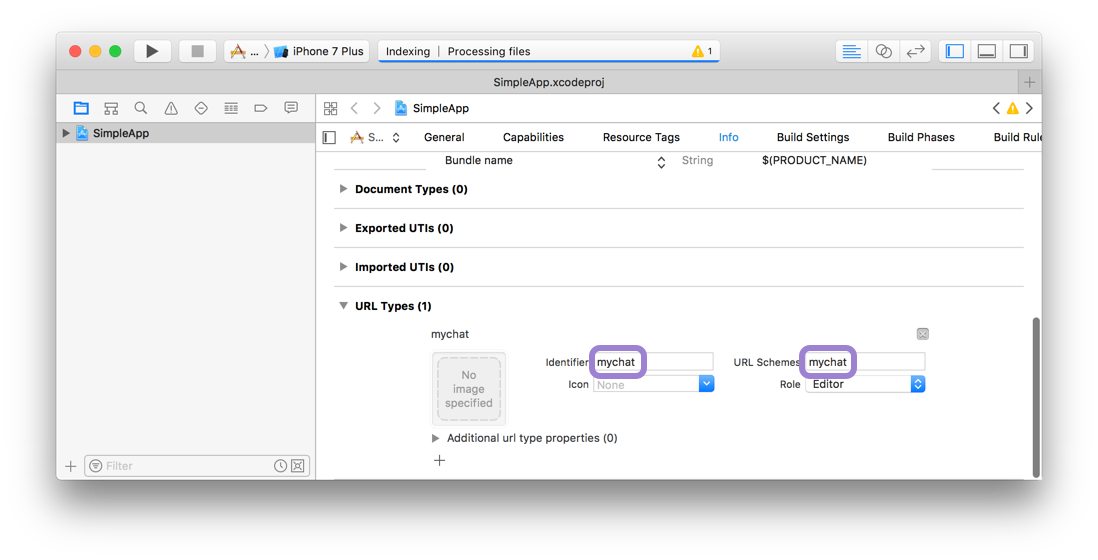 ... iPhone 7 Plus Indexing | Processing files 1
SimpleApp.xcodeproj
SimpleApp
SimpleApp
S... General Capabilities Resource Tags Info Build Settings Build Phases Build Rule
Bundle name String $(PRODUCT_NAME)
Document Types (0)
Exported UTIs (0)
Imported UTIs (0)
URL Types (1)
mychat
No
image
specified
Identifier mychat URL Schemes mychat
Icon None Role Editor
Additional url type properties (0)
Filter